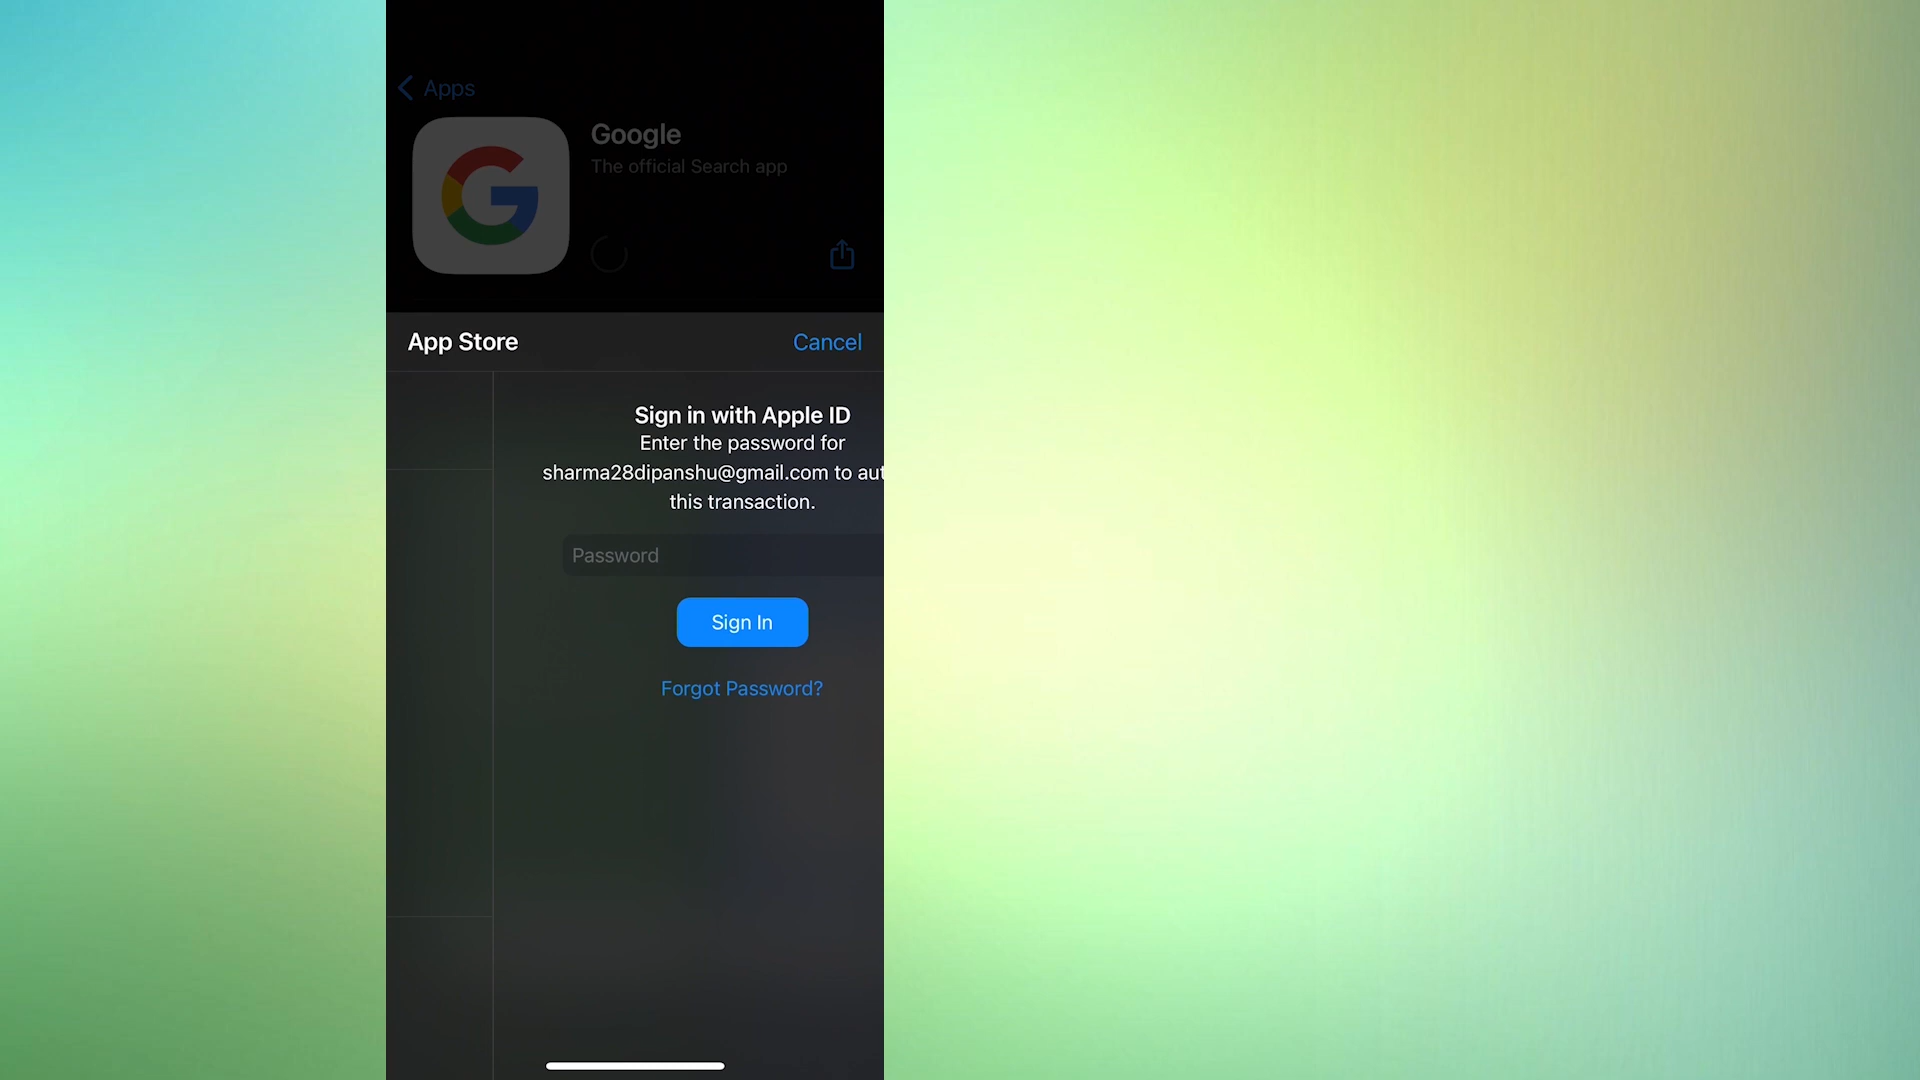 Apps
Google
The official Search app
App Store
Cancel
Sign in with Apple ID
Enter the password for
sharma28dipanshu@gmail.com to aut
this transaction.
Password
Sign In
Forgot Password?